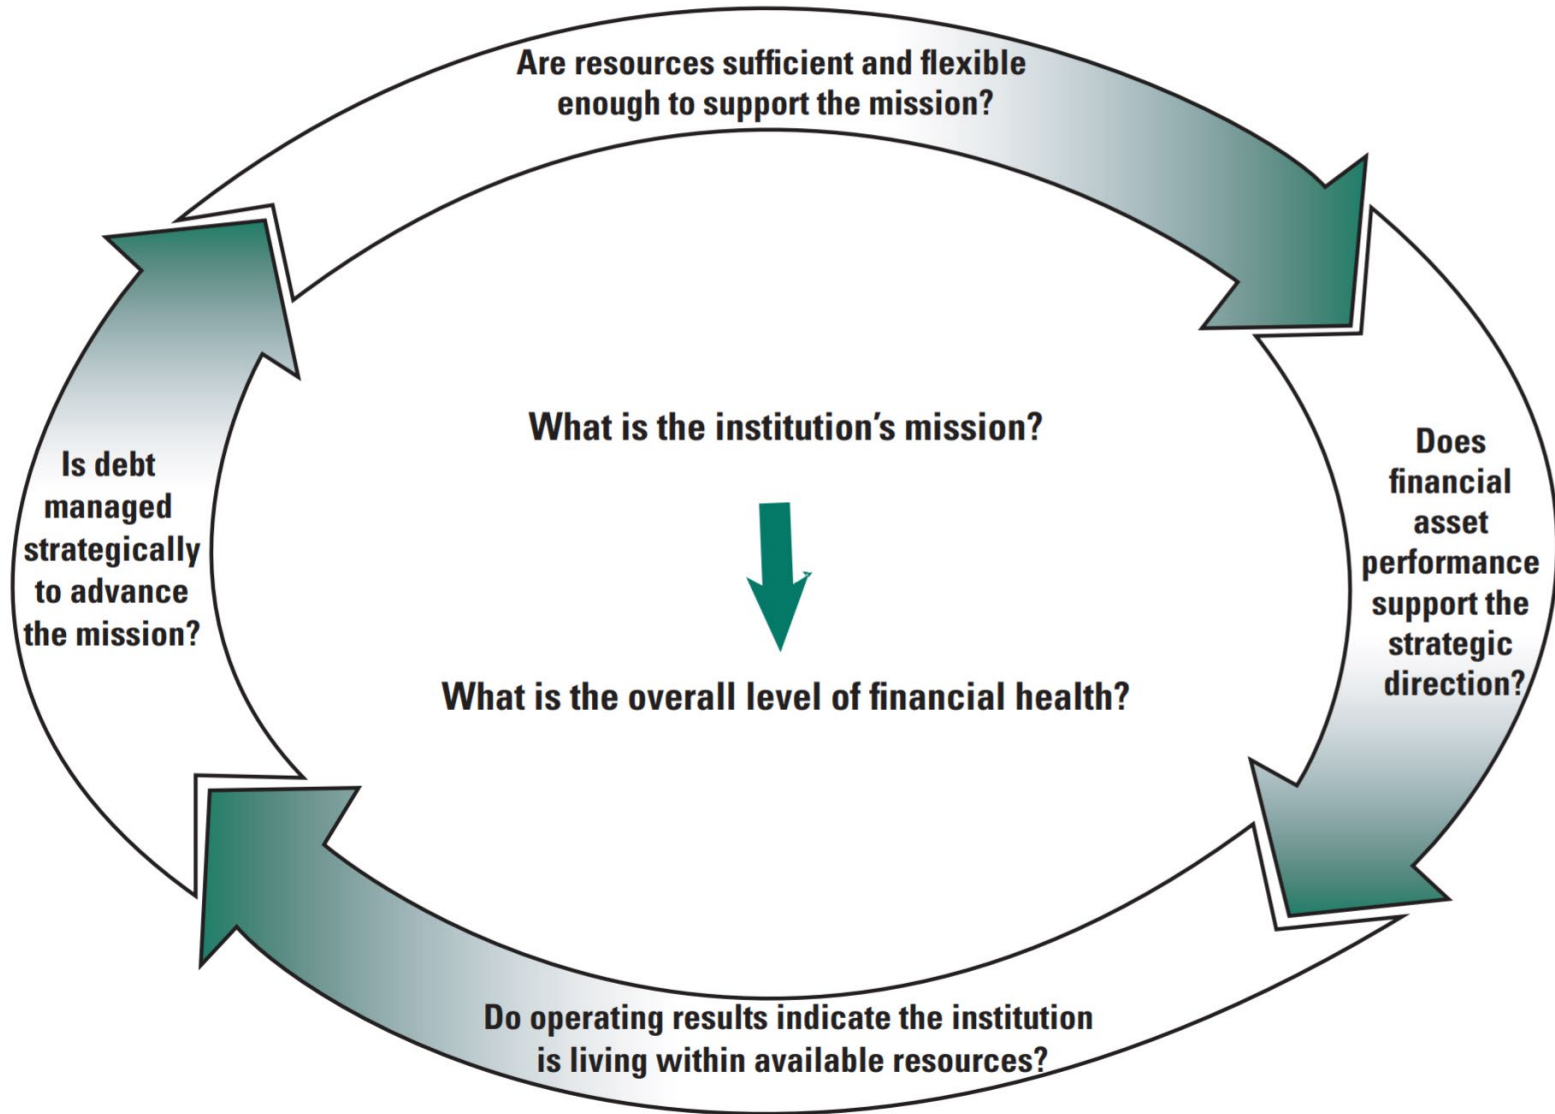 Are resources sufficient and flexible
enough to support the mission?
What is the institution’s mission?
What is the overall level of financial health?
Does
financial
asset
performance
support the
strategic
direction?
Do operating results indicate the institution
is living within available resources?
Is debt
managed
strategically
to advance
the mission?